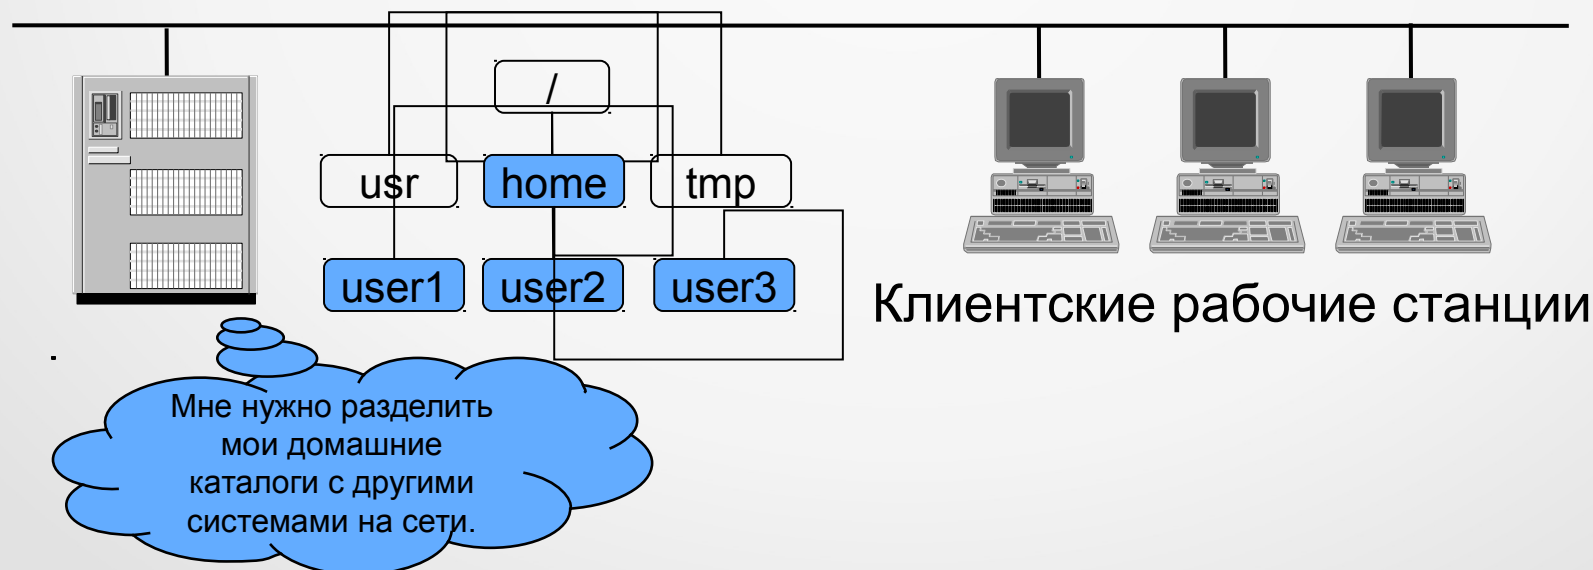 /
usr home tmp
user1 user2 user3
Клиентские рабочие станции
Мне нужно разделить
мои домашние
каталоги с другими
системами на сети.